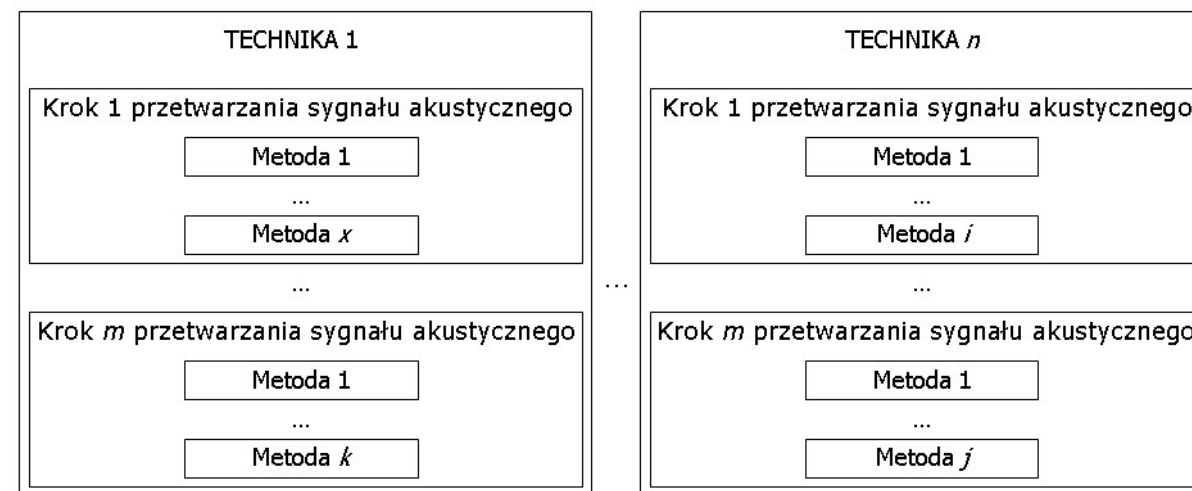 TECHNIKA 1
Krok 1 przetwarzania sygnału akustycznego
Metoda 1
...
Metoda x
...
Krok m przetwarzania sygnału akustycznego
Metoda 1
...
Metoda k
...
TECHNIKA n
Krok 1 przetwarzania sygnału akustycznego
Metoda 1
...
Metoda i
...
Krok m przetwarzania sygnału akustycznego
Metoda 1
...
Metoda j